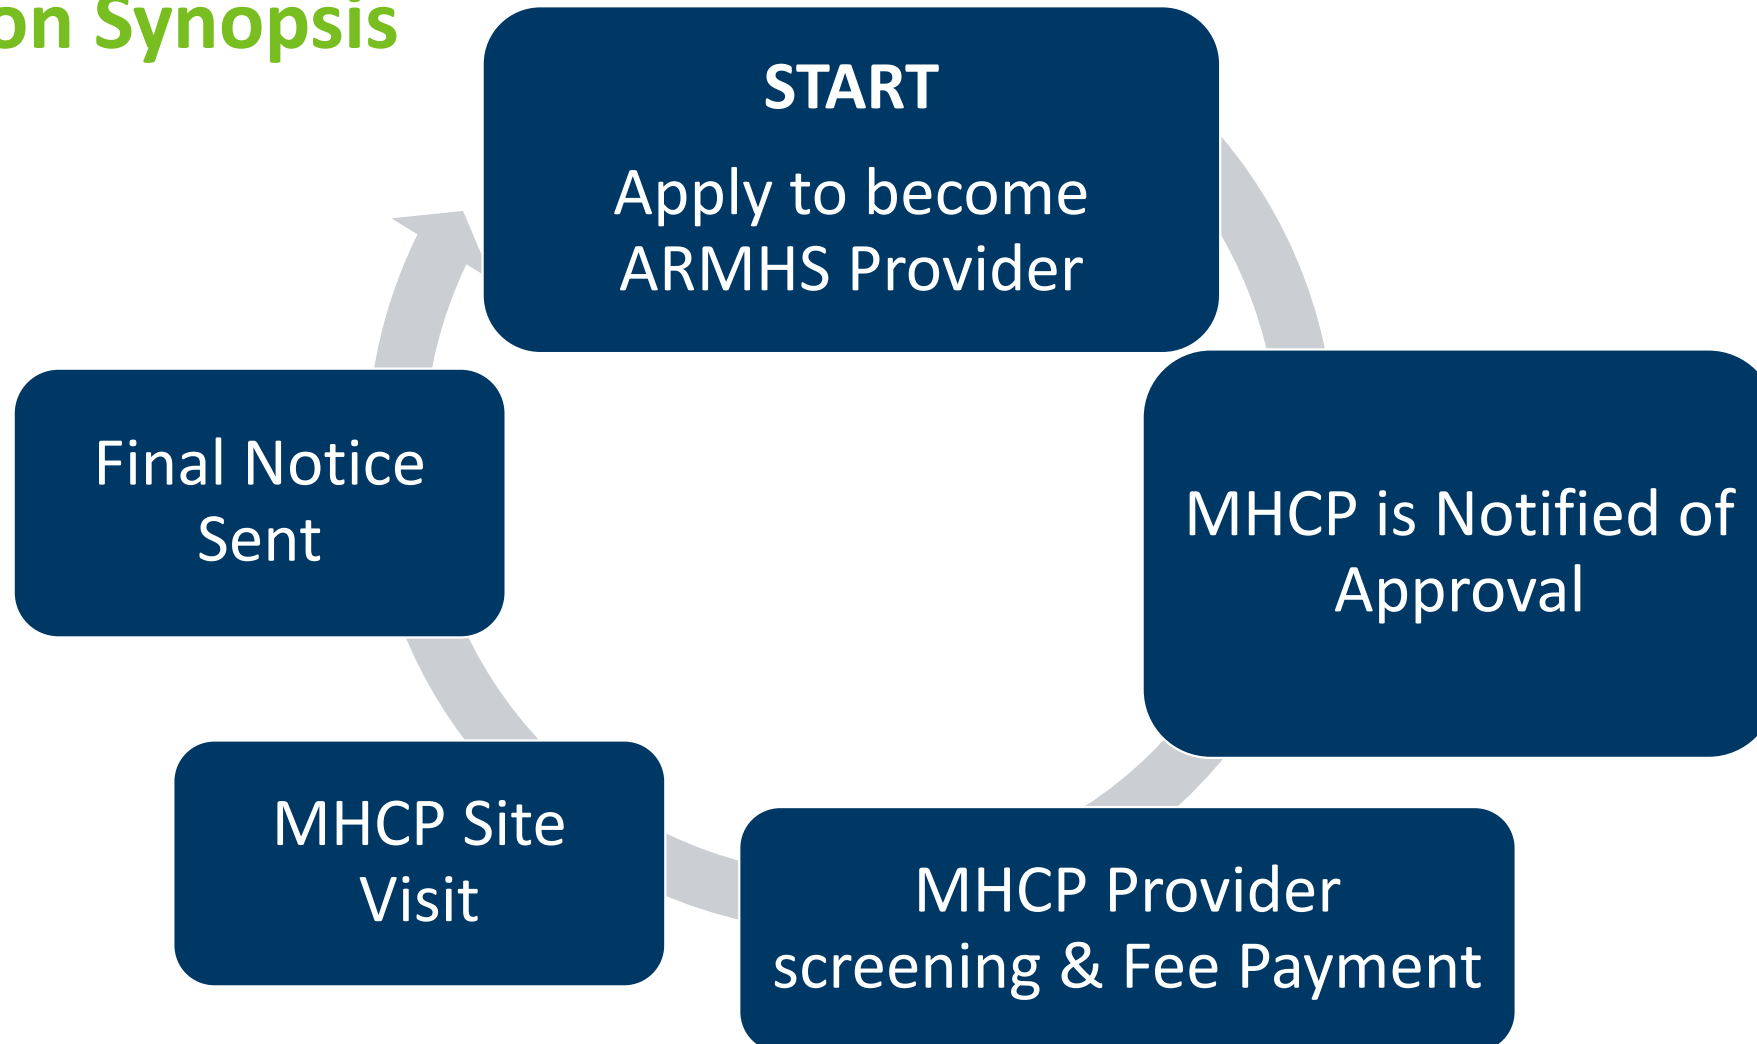 on Synopsis
START
Apply to become
ARMHS Provider
MHCP is Notified of
Approval
MHCP Provider
screening & Fee Payment
MHCP Site
Visit
Final Notice
Sent